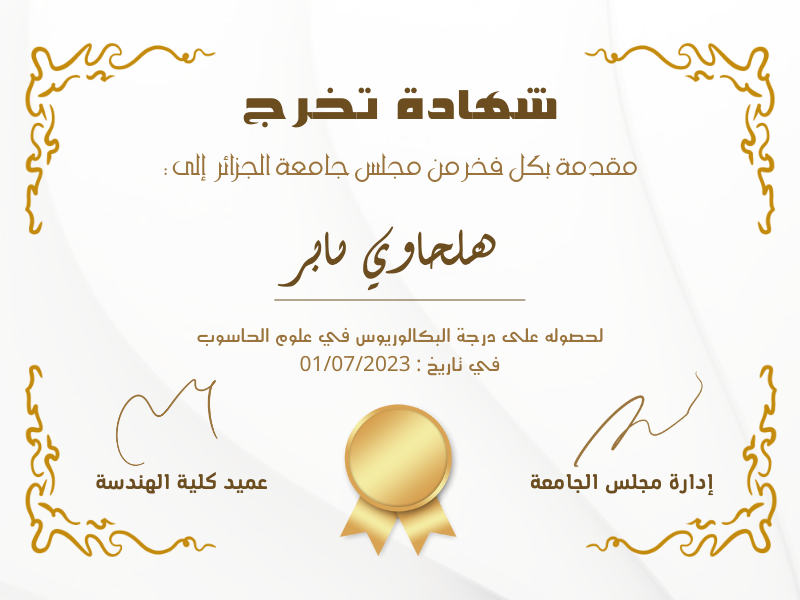 شهادة تخرج
مقدمة بكل فخر من مجلس جامعة الجزائر إلى :
هلحاوي مابر
لحصوله على درجة البكالوريوس في علوم الحاسوب
في تاريخ : 01/07/2023
إدارة مجلس الجامعة
عميد كلية الهندسة